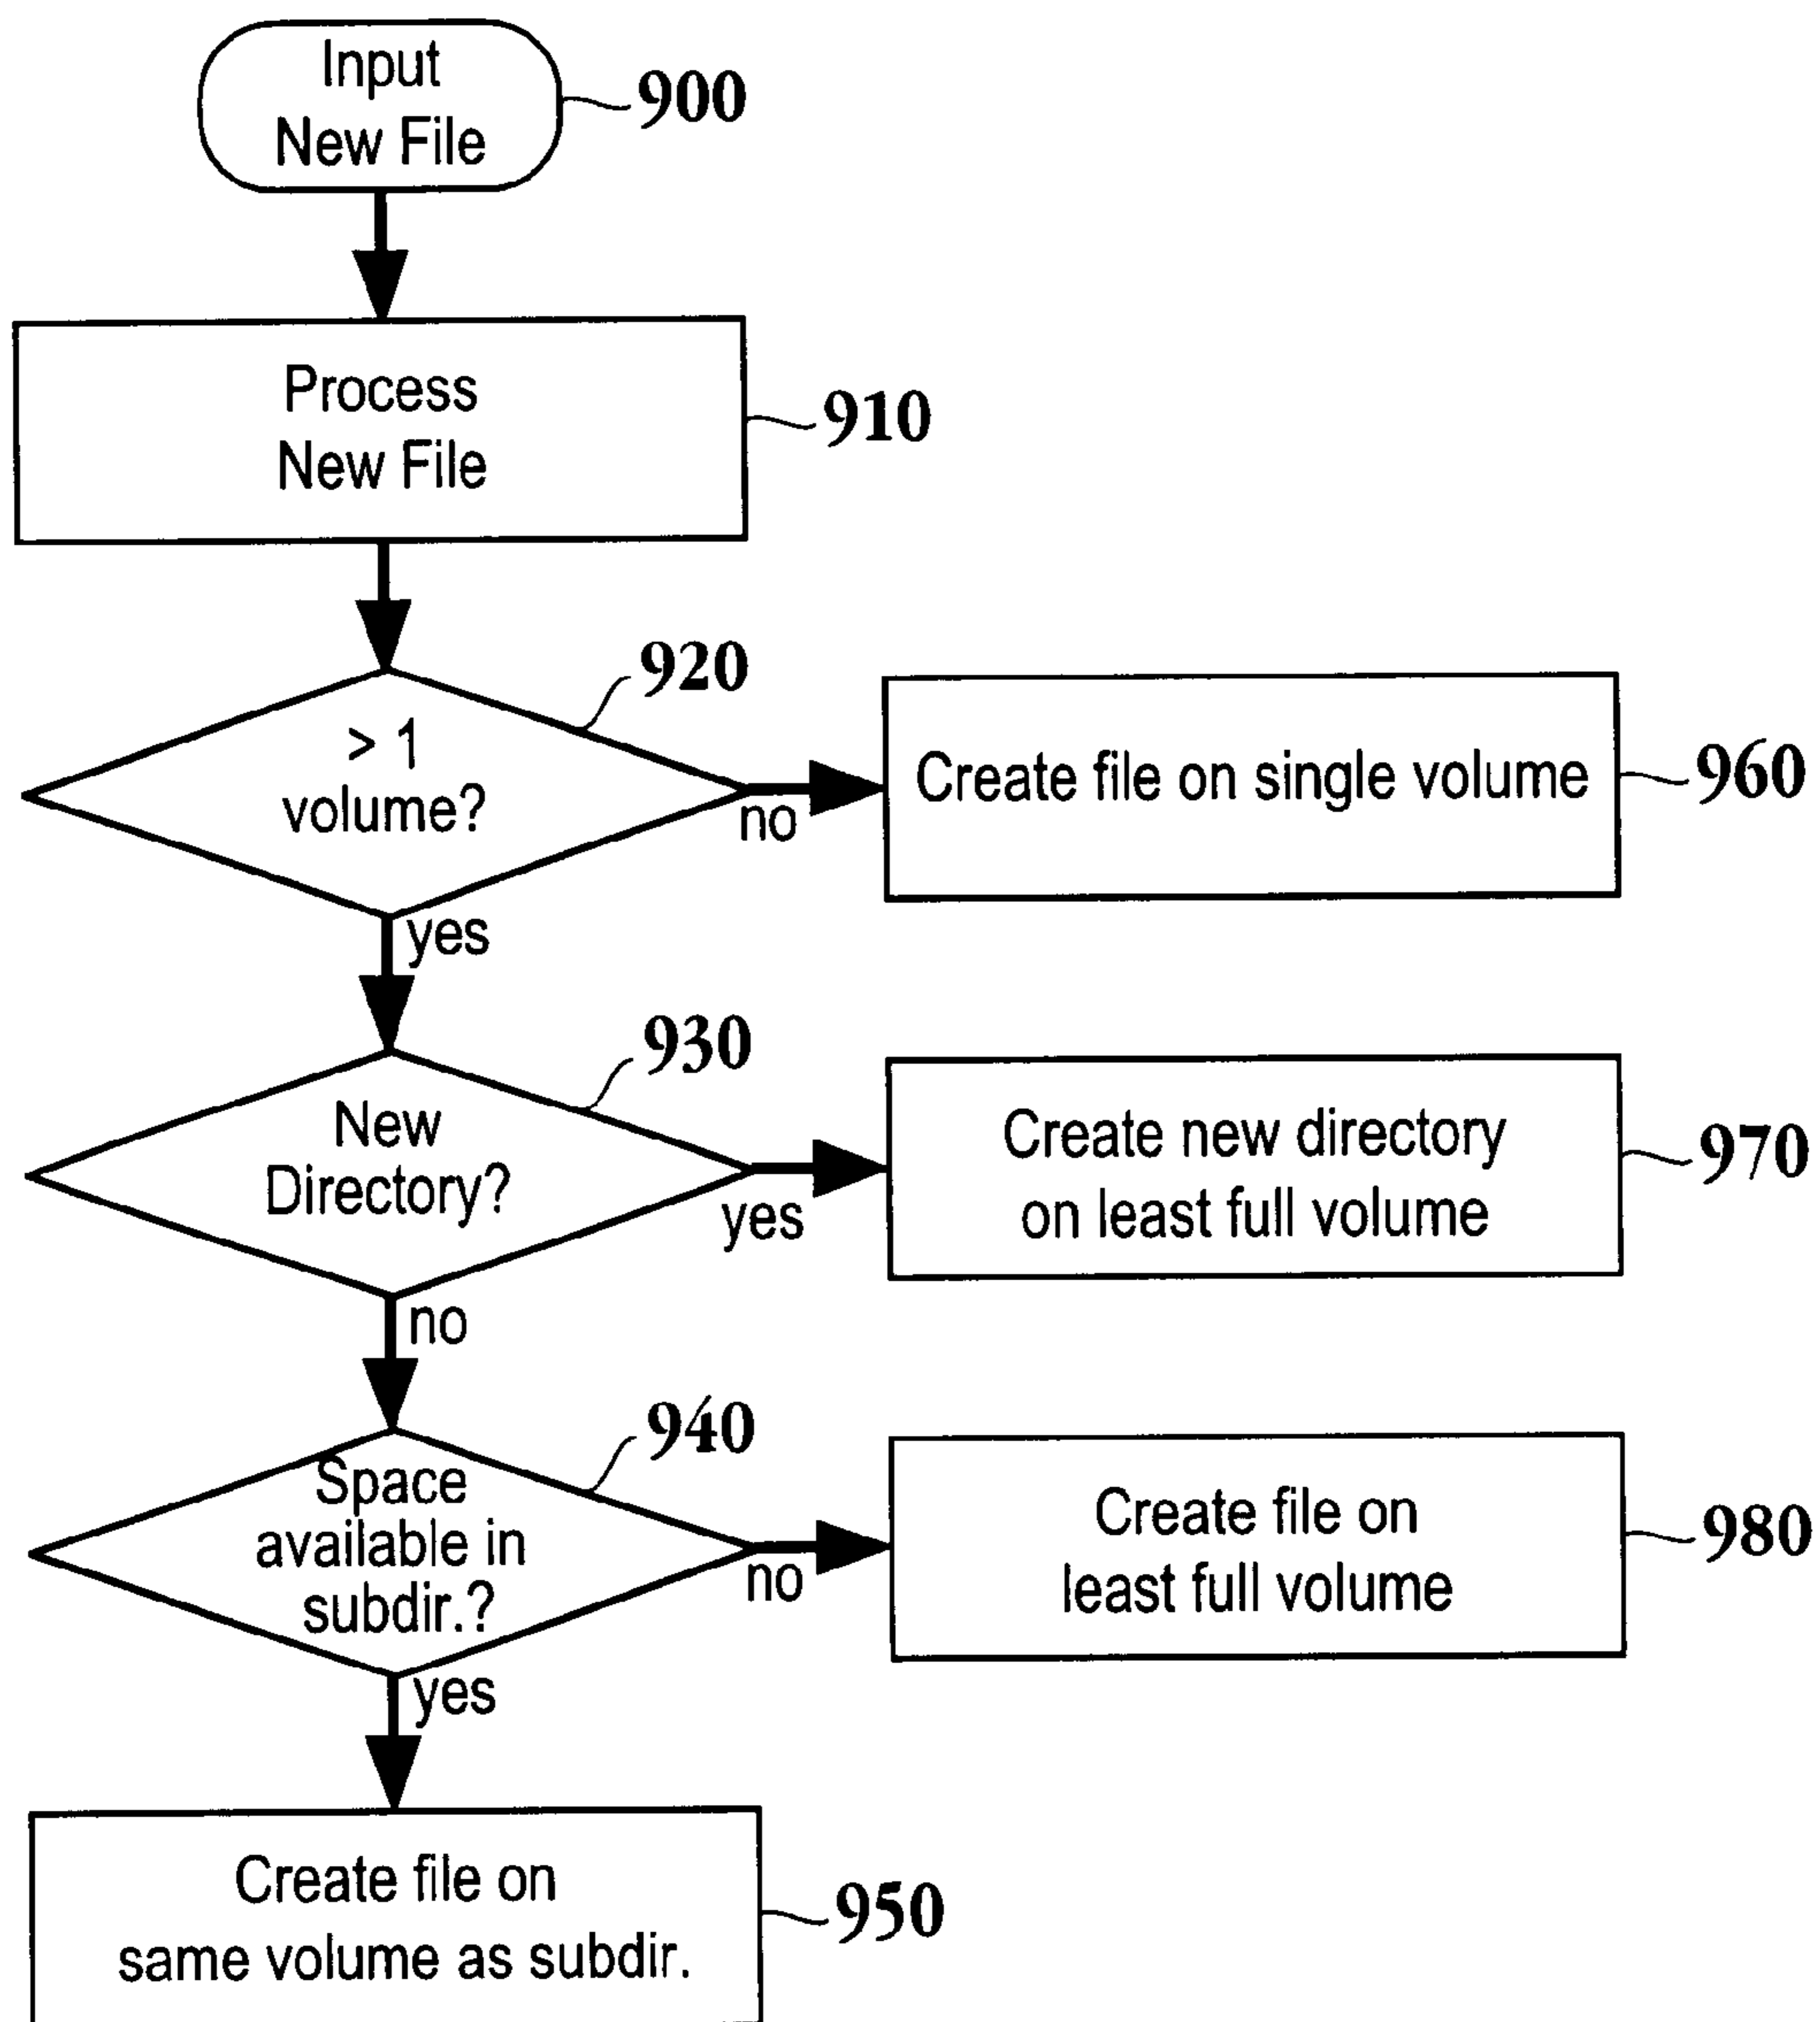 Input
New File
900
Process
New File
910
920
> 1
volume?
no
Create file on single volume
960
yes
930
New
Directory?
yes
Create new directory
on least full volume
970
no
940
Space
available in
subdir.?
no
Create file on
least full volume
980
yes
Create file on
same volume as subdir.
950